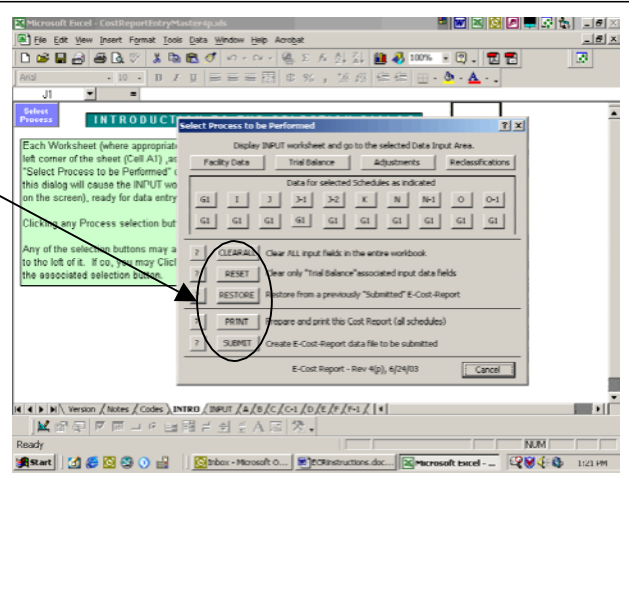 Microsoft Excel - CostReportEntryMaster4p.xls
File Edit View Insert Format Tools Data Window Help Acrobat
100%
Arial 10 B I U
J1 =
Select
Process
INTRODUCT
Each Worksheet (where appropriate
left corner of the sheet (Cell A1) ,as
"Select Process to be Performed"
this dialog will cause the INPUT wo
on the screen), ready for data entry
Clicking any Process selection but
Any of the selection buttons may a
to the left of it. If so, you may Clic
the associated selection button.
Select Process to be Performed
Display INPUT worksheet and go to the selected Data Input Area.
Facility Data Trial Balance Adjustments Reclassifications
Data for selected Schedules as indicated
G1 I J J-1 J-2 K N N-1 O O-1
G1 G1 G1 G1 G1 G1 G1 G1 G1 G1
? CLEARALL Clear ALL input fields in the entire workbook
? RESET Clear only "Trial Balance"associated input data fields
RESTORE Restore from a previously "Submitted" E-Cost-Report
? PRINT Prepare and print this Cost Report (all schedules)
? SUBMIT Create E-Cost-Report data file to be submitted
E-Cost Report - Rev 4(p), 6/24/03 Cancel
Version / Notes / Codes \ INTRO / INPUT / A / B / C / C-1 / D / E / F / F-1 /
Ready NUM
Start Inbox - Microsoft O... ECRinstructions.doc... Microsoft Excel - ... 1:21 PM